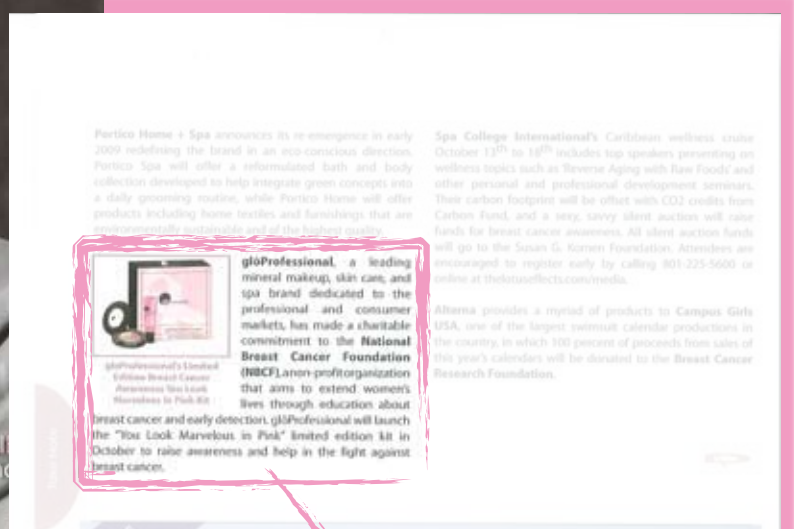 Portico Home + Spa announces its re-emergence in early
2009 redefining the brand in an eco-conscious direction.
Portico Spa will offer a reformulated bath and body
collection developed to help integrate green concepts into
a daily grooming routine, while Portico Home will offer
products including home textiles and furnishings that are
environmentally sustainable and of the highest quality.
glóProfessional, a leading
mineral makeup, skin care, and
spa brand dedicated to the
professional and consumer
markets, has made a charitable
commitment to the National
Breast Cancer Foundation
(NBCF),anon-profitorganization
that aims to extend women's
lives through education about
breast cancer and early detection. glóProfessional will launch
the "You Look Marvelous in Pink" limited edition kit in
October to raise awareness and help in the fight against
breast cancer.
glóProfessional's Limited
Edition Breast Cancer
Awareness You Look
Marvelous in Pink Kit
Spa College International's Caribbean wellness cruise
October 13th to 18th includes top speakers presenting on
wellness topics such as 'Reverse Aging with Raw Foods' and
other personal and professional development seminars.
Their carbon footprint will be offset with CO2 credits from
Carbon Fund, and a sexy, savvy silent auction will raise
funds for breast cancer awareness. All silent auction funds
will go to the Susan G. Komen Foundation. Attendees are
encouraged to register early by calling 801-225-5600 or
online at thelotuseffects.com/media.
Alterna provides a myriad of products to Campus Girls
USA, one of the largest swimsuit calendar productions in
the country, in which 100 percent of proceeds from sales of
this year's calendars will be donated to the Breast Cancer
Research Foundation.